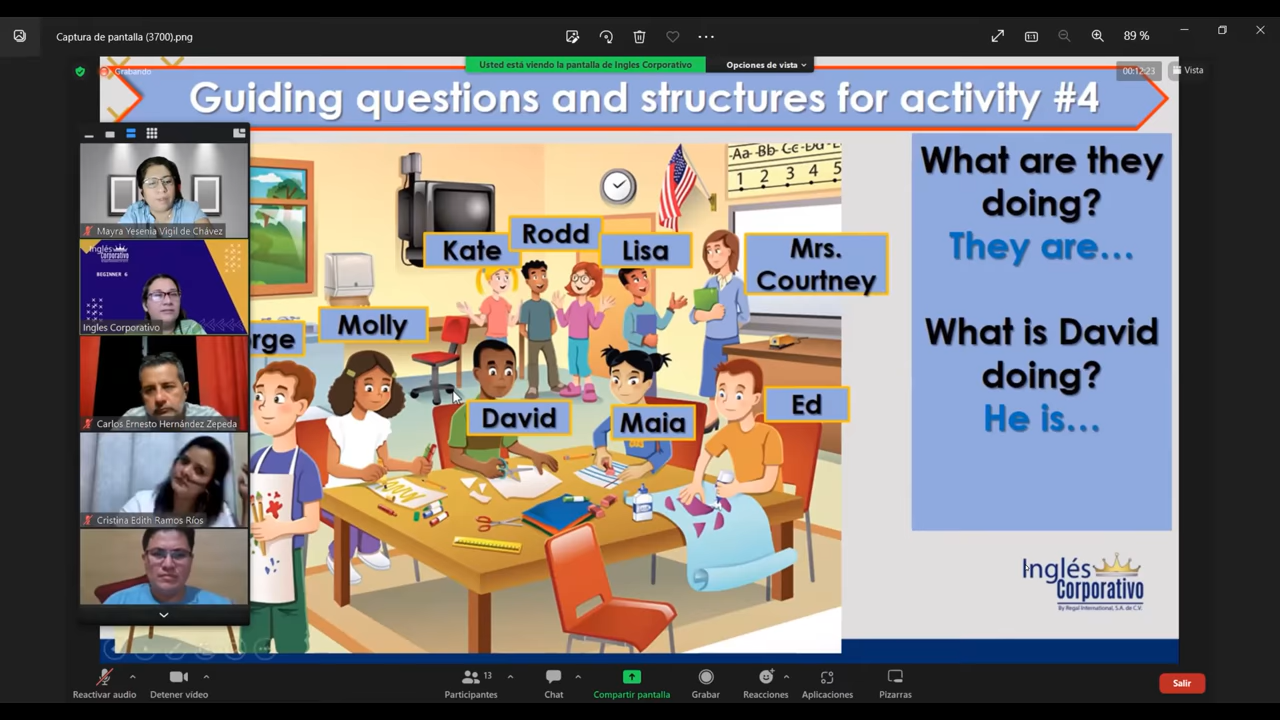 Captura de pantalla (3700).png
89 %
Grabando
Usted está viendo la pantalla de Ingles Corporativo
Opciones de vista
00:12:23
Vista
Guiding questions and structures for activity #4
Mayra Yesenia Vigil de Chávez
Inglés
Corporativo
BEGINNER 6
Ingles Corporativo
Carlos Ernesto Hernández Zepeda
Cristina Edith Ramos Ríos
Aa Bb Cc Dd
1 2 3 4 5
Kate
Rodd
Lisa
Mrs.
Courtney
rge
Molly
David
Maia
Ed
What are they
doing?
They are...
What is David
doing?
He is...
Inglés
Corporativo
By Regal International, S.A. de C.V.
Reactivar audio
Detener vídeo
Participantes
13
Chat
Compartir pantalla
Grabar
Reacciones
Aplicaciones
Pizarras
Salir